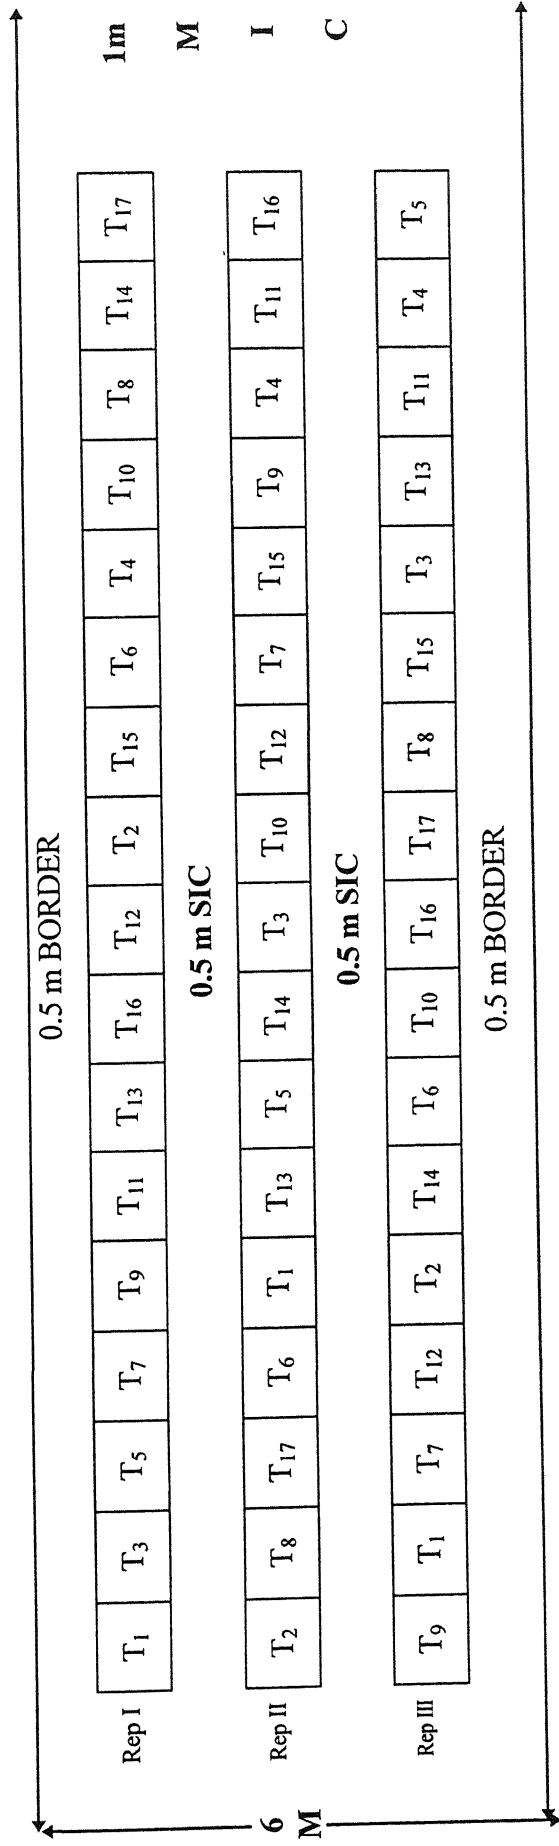 0.5 m BORDER
1m
Rep I T1 T3 T5 T7 T9 T11 T13 T16 T12 T2 T15 T6 T4 T10 T8 T14 T17
0.5 m SIC
M
6 M
Rep II T2 T8 T17 T6 T1 T13 T5 T14 T3 T10 T12 T7 T15 T9 T4 T11 T16
I
0.5 m SIC
C
Rep III T9 T1 T7 T12 T2 T14 T6 T10 T16 T17 T8 T15 T3 T13 T11 T4 T5
0.5 m BORDER